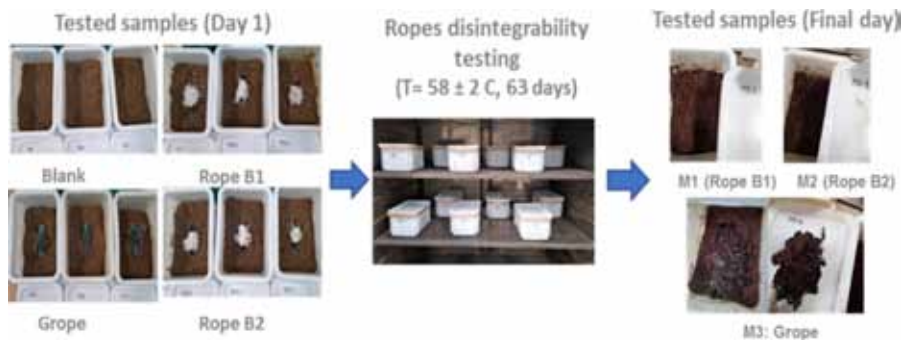 Tested samples (Day 1)
Blank
Rope B1
Grope
Rope B2
Ropes disintegrability
testing
(T= 58 ± 2 C, 63 days)
Tested samples (Final day)
M1 (Rope B1)
M2 (Rope B2)
M3: Grope